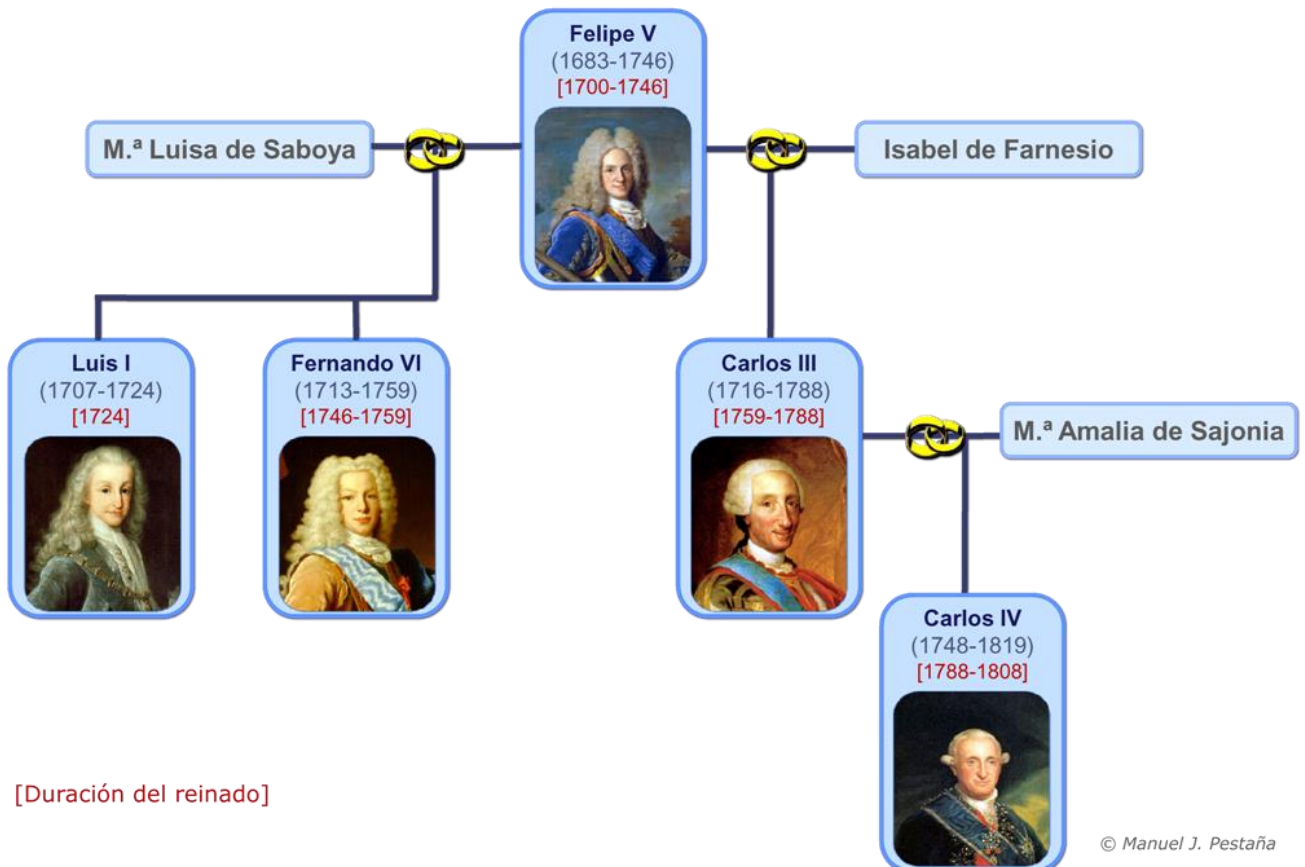 Felipe V
(1683-1746)
[1700-1746]
M.ª Luisa de Saboya
Isabel de Farnesio
Luis I
(1707-1724)
[1724]
Fernando VI
(1713-1759)
[1746-1759]
Carlos III
(1716-1788)
[1759-1788]
M.ª Amalia de Sajonia
Carlos IV
(1748-1819)
[1788-1808]
[Duración del reinado]
© Manuel J. Pestaña